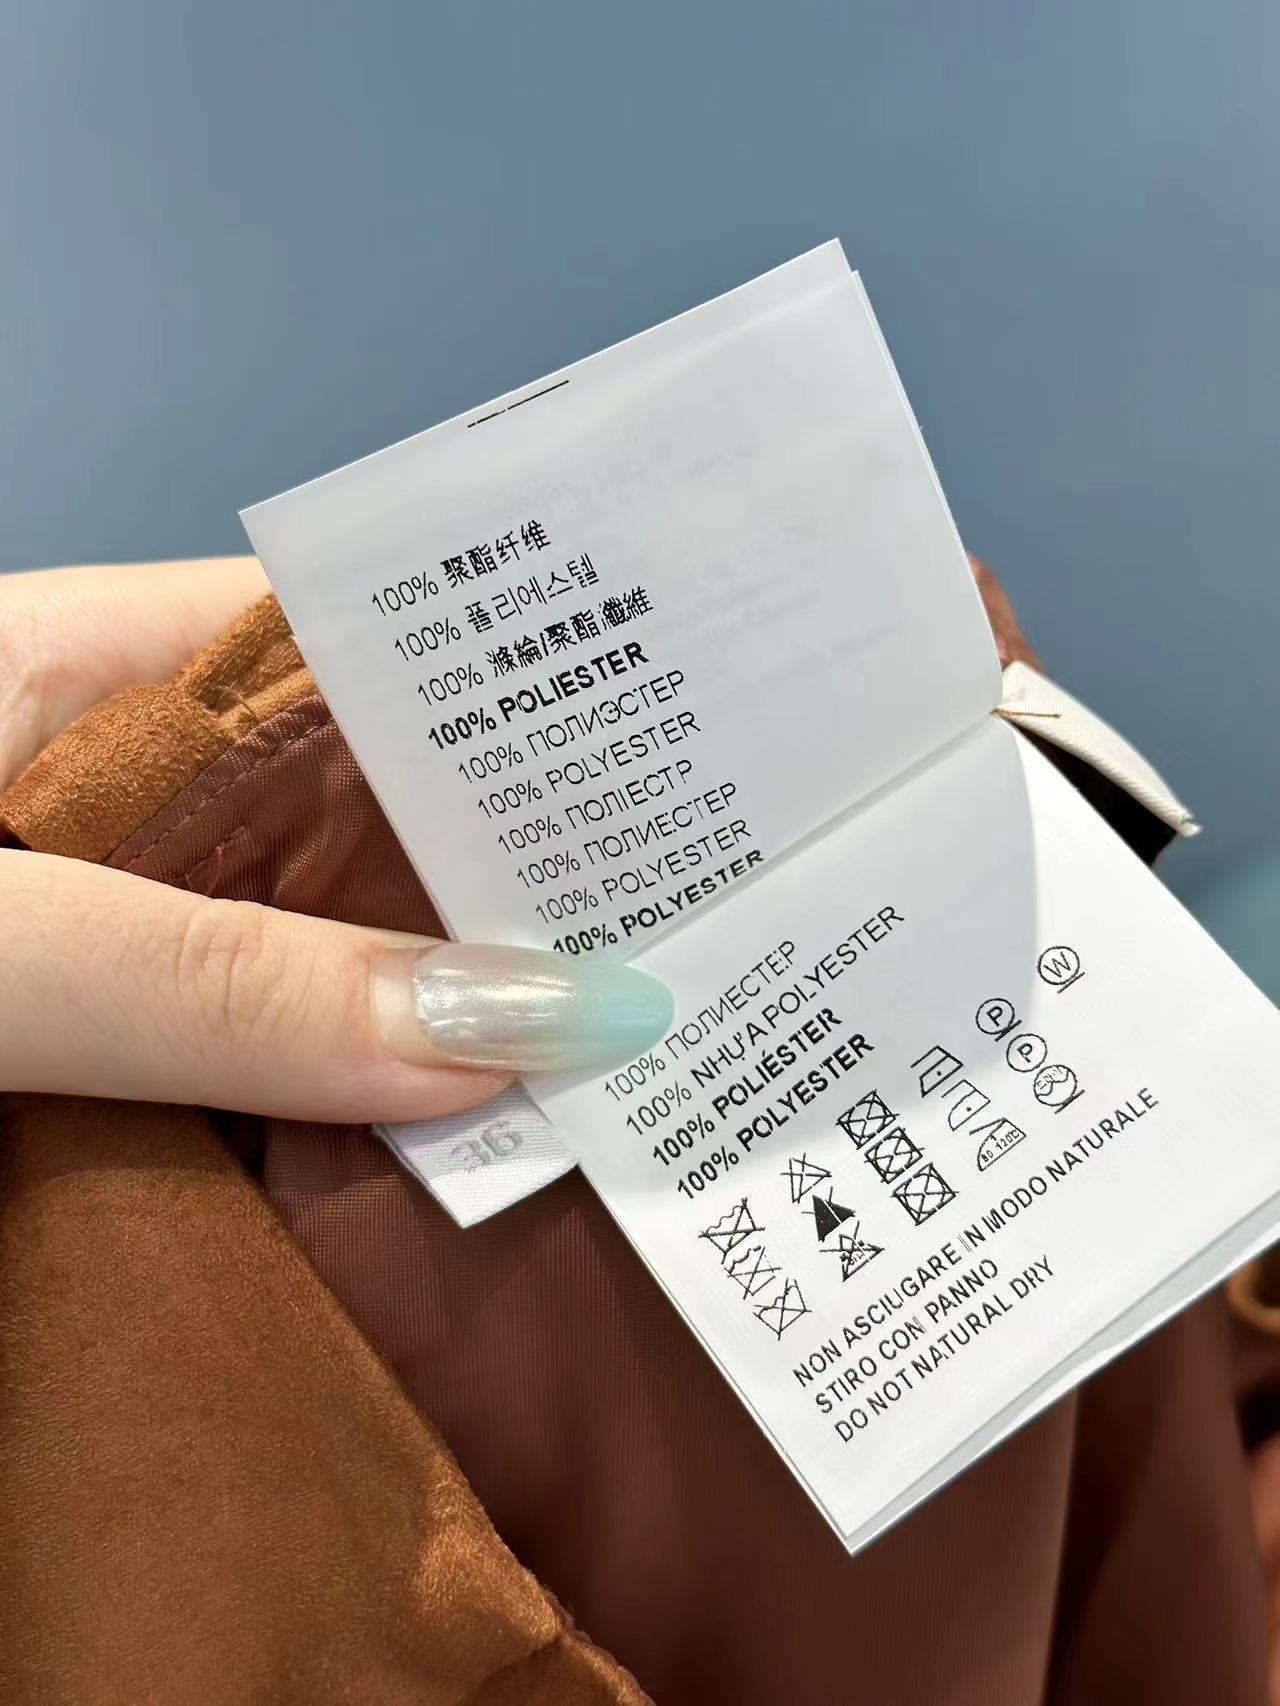 100% 聚酯纤维
100% 폴리에스텔
100% 滌綸/聚酯纖維
100% POLIESTER
100% ПОЛИЭСТЕР
100% POLYESTER
100% ПОЛІЕСТР
100% ПОЛИЕСТЕР
100% POLYESTER
100% POLYESTER
100% ПОЛИЕСТЕР
100% NHỰA POLYESTER
100% POLIÉSTER
100% POLYESTER
W
P
P
80-120℃
NON ASCIUGARE IN MODO NATURALE
STIRO CON PANNO
DO NOT NATURAL DRY
36